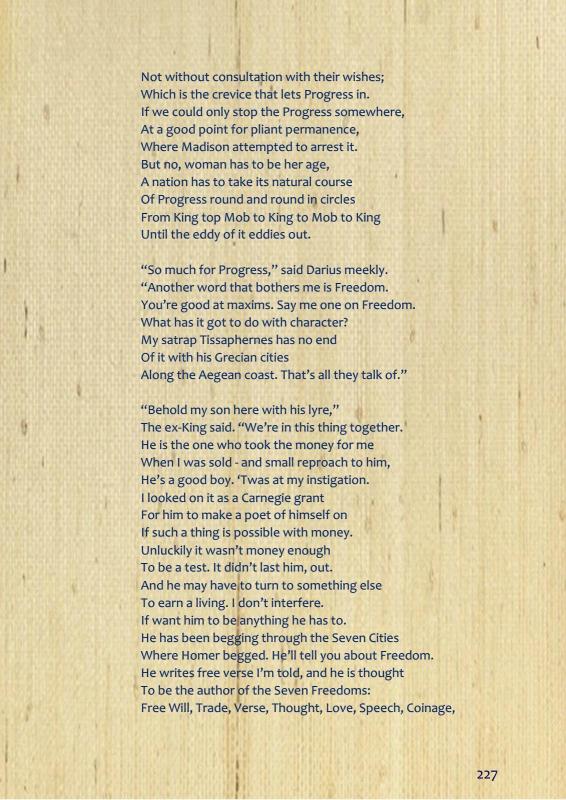 Not without consultation with their wishes;
Which is the crevice that lets Progress in.
If we could only stop the Progress somewhere,
At a good point for pliant permanence,
Where Madison attempted to arrest it.
But no, woman has to be her age,
A nation has to take its natural course
Of Progress round and round in circles
From King top Mob to King to Mob to King
Until the eddy of it eddies out.

“So much for Progress,” said Darius meekly.
“Another word that bothers me is Freedom.
You’re good at maxims. Say me one on Freedom.
What has it got to do with character?
My satrap Tissaphernes has no end
Of it with his Grecian cities
Along the Aegean coast. That’s all they talk of.”

“Behold my son here with his lyre,”
The ex-King said. “We’re in this thing together.
He is the one who took the money for me
When I was sold - and small reproach to him,
He’s a good boy. ‘Twas at my instigation.
I looked on it as a Carnegie grant
For him to make a poet of himself on
If such a thing is possible with money.
Unluckily it wasn’t money enough
To be a test. It didn’t last him, out.
And he may have to turn to something else
To earn a living. I don’t interfere.
If want him to be anything he has to.
He has been begging through the Seven Cities
Where Homer begged. He’ll tell you about Freedom.
He writes free verse I’m told, and he is thought
To be the author of the Seven Freedoms:
Free Will, Trade, Verse, Thought, Love, Speech, Coinage,

227